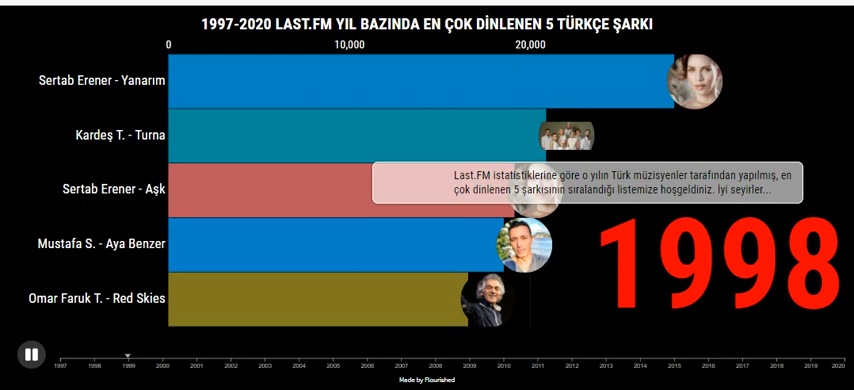 1997-2020 LAST.FM YIL BAZINDA EN ÇOK DİNLENEN 5 TÜRKÇE ŞARKI
0 10,000 20,000
Sertab Erener - Yanarım
Kardeş T. - Turna
Sertab Erener - Aşk
Last.FM istatistiklerine göre o yılın Türk müzisyenler tarafından yapılmış, en
çok dinlenen 5 şarkısının sıralandığı listemize hoşgeldiniz. İyi seyirler...
Mustafa S. - Aya Benzer
1998
Omar Faruk T. - Red Skies
1997 1998 1999 2000 2001 2002 2003 2004 2005 2006 2007 2008 2009 2010 2011 2012 2013 2014 2015 2016 2017 2018 2019 2020
Made by Flourished